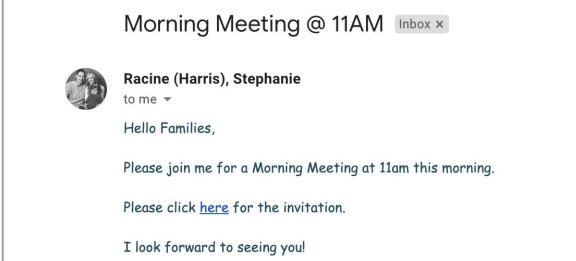 Morning Meeting @ 11AM Inbox ×
Racine (Harris), Stephanie
to me
Hello Families,
Please join me for a Morning Meeting at 11am this morning.
Please click here for the invitation.
I look forward to seeing you!